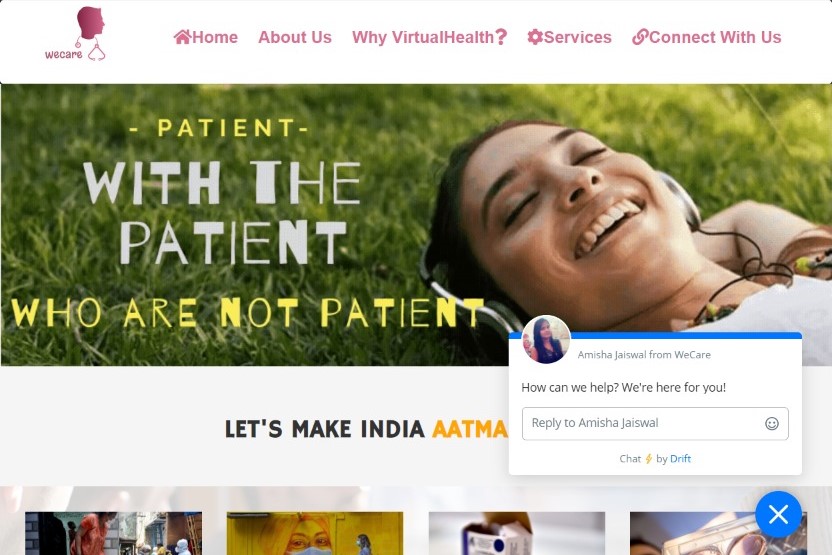 wecare
Home About Us Why VirtualHealth? Services Connect With Us
- PATIENT-
WITH THE
PATIENT
WHO ARE NOT PATIENT
Amisha Jaiswal from WeCare
How can we help? We're here for you!
Reply to Amisha Jaiswal
Chat ⚡ by Drift
LET'S MAKE INDIA AATMA